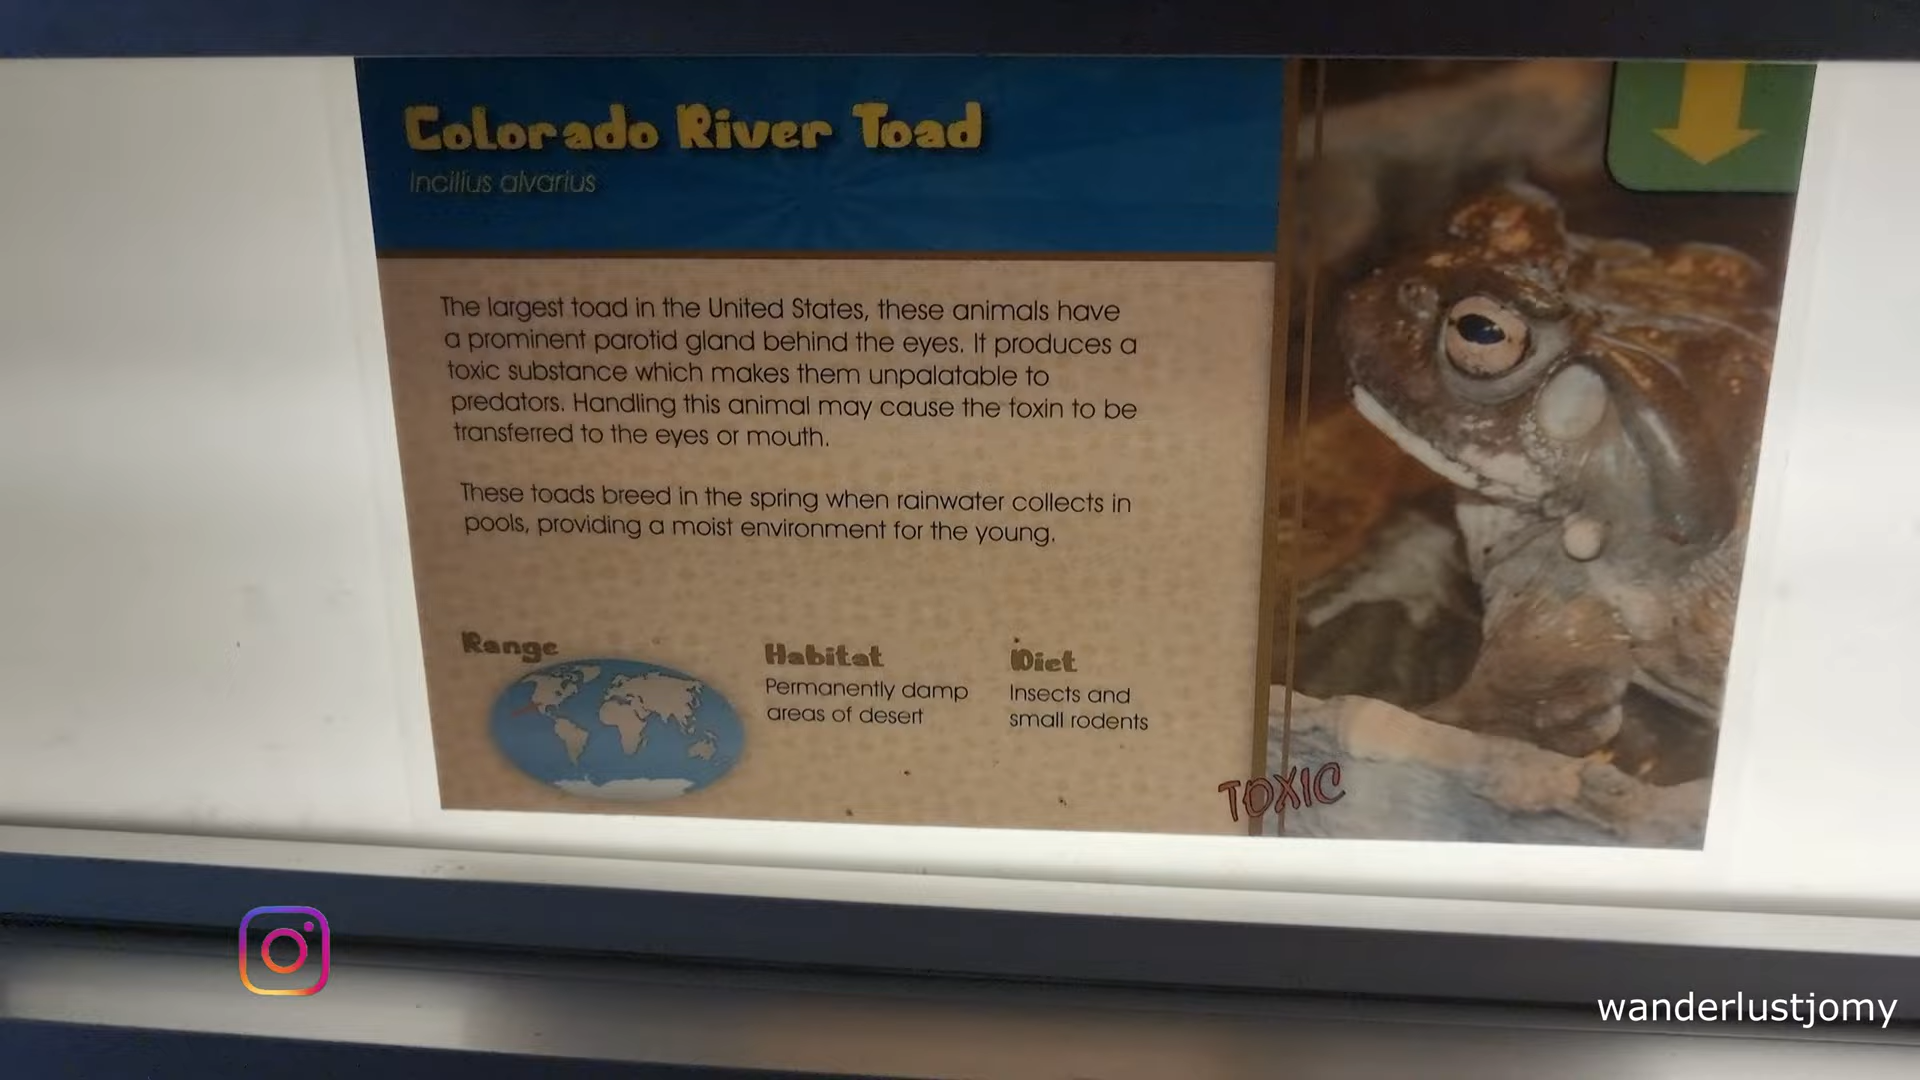 Colorado River Toad
Incilius alvarius
The largest toad in the United States, these animals have
a prominent parotid gland behind the eyes. It produces a
toxic substance which makes them unpalatable to
predators. Handling this animal may cause the toxin to be
transferred to the eyes or mouth.
These toads breed in the spring when rainwater collects in
pools, providing a moist environment for the young.
Range
Habitat
Permanently damp
areas of desert
Diet
Insects and
small rodents
TOXIC
wanderlustjomy